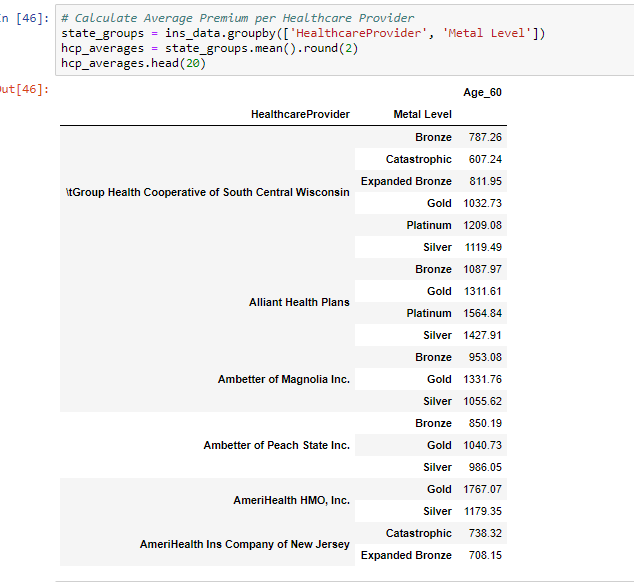 In [46]: # Calculate Average Premium per Healthcare Provider
state_groups = ins_data.groupby(['HealthcareProvider', 'Metal Level'])
hcp_averages = state_groups.mean().round(2)
hcp_averages.head(20)
Out[46]:
Age_60
HealthcareProvider Metal Level
Bronze 787.26
Catastrophic 607.24
Expanded Bronze 811.95
\tGroup Health Cooperative of South Central Wisconsin
Gold 1032.73
Platinum 1209.08
Silver 1119.49
Bronze 1087.97
Gold 1311.61
Alliant Health Plans
Platinum 1564.84
Silver 1427.91
Bronze 953.08
Ambetter of Magnolia Inc. Gold 1331.76
Silver 1055.62
Bronze 850.19
Ambetter of Peach State Inc. Gold 1040.73
Silver 986.05
Gold 1767.07
AmeriHealth HMO, Inc.
Silver 1179.35
Catastrophic 738.32
AmeriHealth Ins Company of New Jersey
Expanded Bronze 708.15